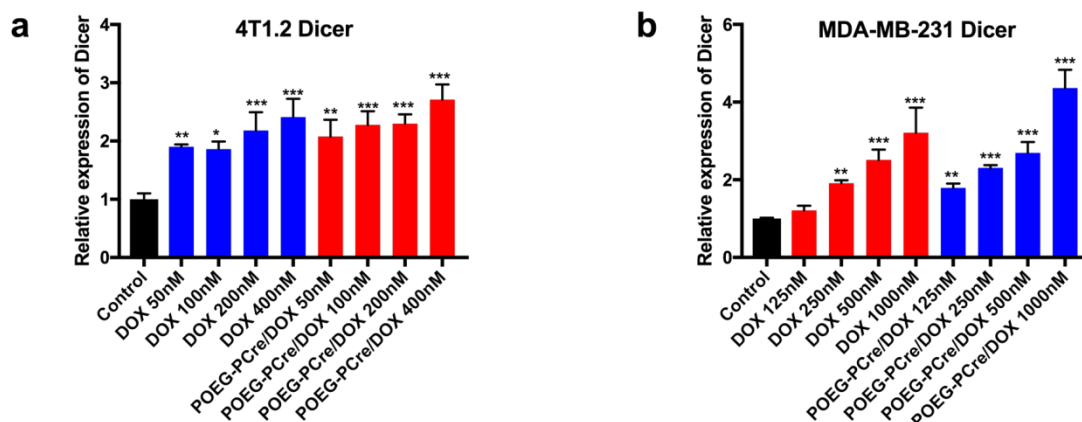 a
4T1.2 Dicer
Relative expression of Dicer
4
3
2
1
0
**
*
***
***
**
***
***
***
Control
DOX 50nM
DOX 100nM
DOX 200nM
DOX 400nM
POEG-PCre/DOX 50nM
POEG-PCre/DOX 100nM
POEG-PCre/DOX 200nM
POEG-PCre/DOX 400nM
b
MDA-MB-231 Dicer
Relative expression of Dicer
6
4
2
0
**
***
***
**
***
***
***
Control
DOX 125nM
DOX 250nM
DOX 500nM
DOX 1000nM
POEG-PCre/DOX 125nM
POEG-PCre/DOX 250nM
POEG-PCre/DOX 500nM
POEG-PCre/DOX 1000nM